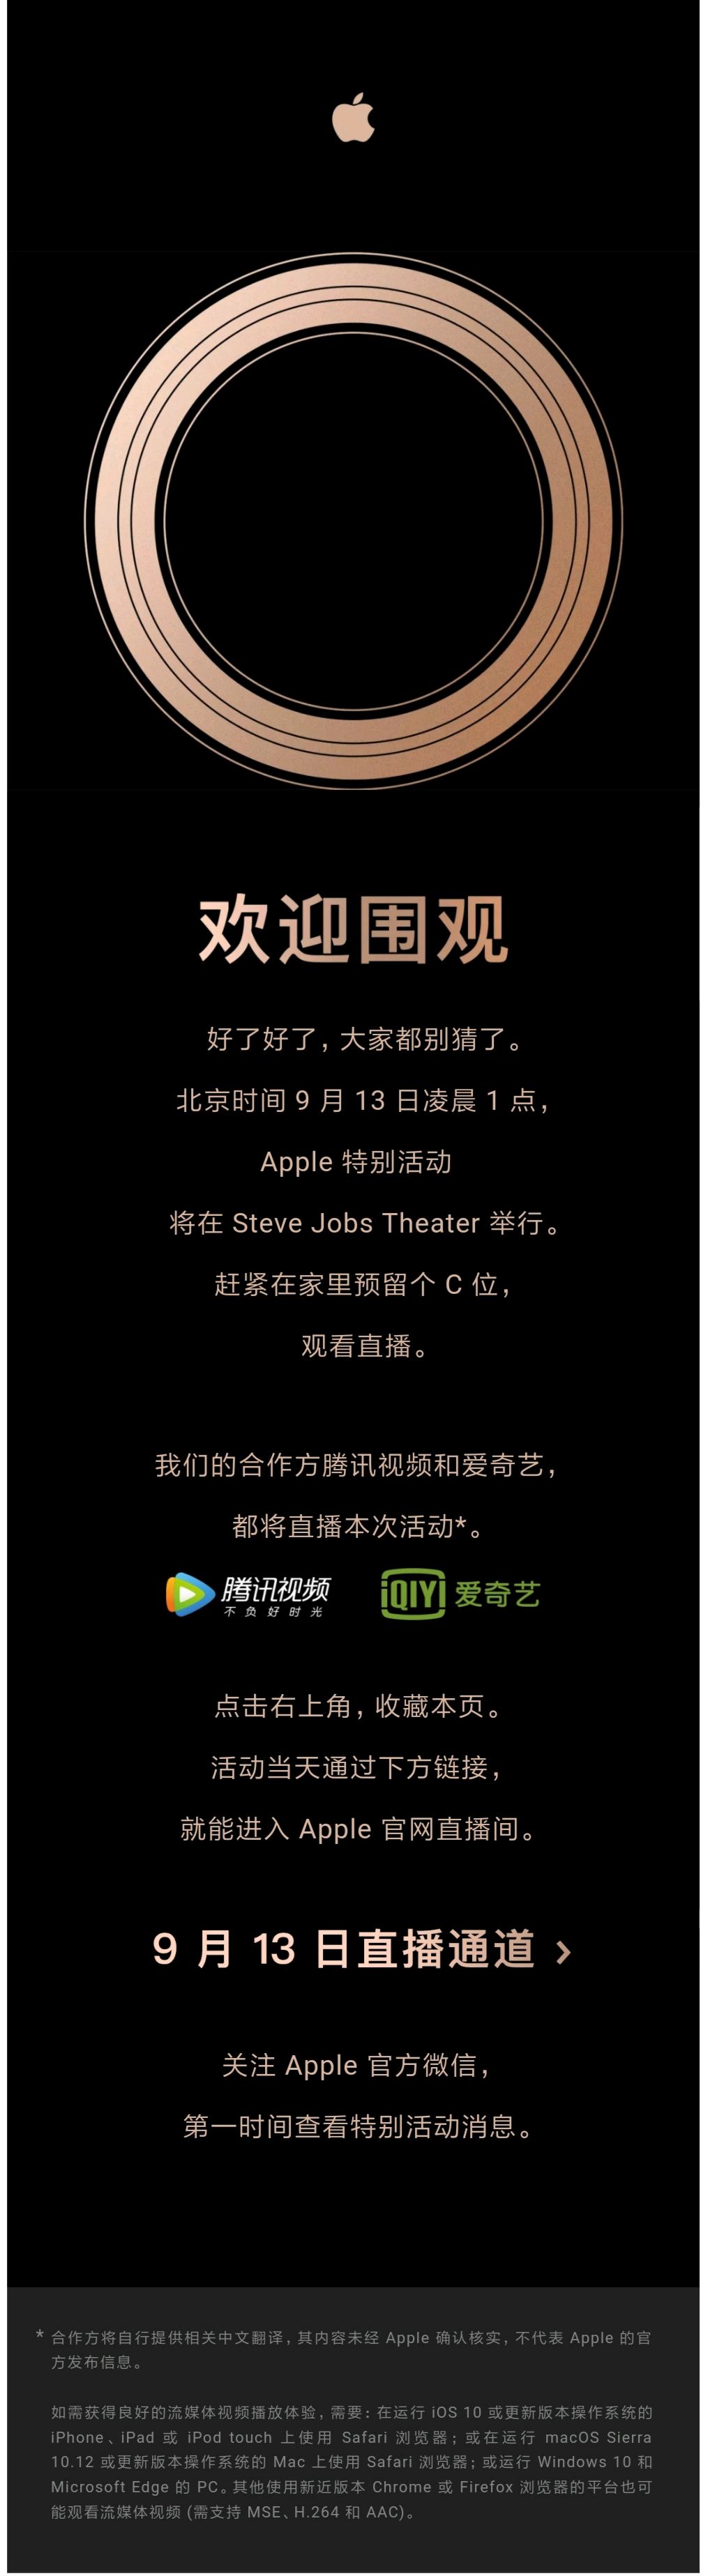 欢迎围观
好了好了，大家都别猜了。
北京时间 9 月 13 日凌晨 1 点，
Apple 特别活动
将在 Steve Jobs Theater 举行。
赶紧在家里预留个 C 位，
观看直播。
我们的合作方腾讯视频和爱奇艺，
都将直播本次活动*。
腾讯视频
不负好时光
iQIYI 爱奇艺
点击右上角，收藏本页。
活动当天通过下方链接，
就能进入 Apple 官网直播间。
9 月 13 日直播通道 ›
关注 Apple 官方微信，
第一时间查看特别活动消息。
* 合作方将自行提供相关中文翻译，其内容未经 Apple 确认核实，不代表 Apple 的官
方发布信息。
如需获得良好的流媒体视频播放体验，需要：在运行 iOS 10 或更新版本操作系统的
iPhone、iPad 或 iPod touch 上使用 Safari 浏览器；或在运行 macOS Sierra
10.12 或更新版本操作系统的 Mac 上使用 Safari 浏览器；或运行 Windows 10 和
Microsoft Edge 的 PC。其他使用新近版本 Chrome 或 Firefox 浏览器的平台也可
能观看流媒体视频 (需支持 MSE、H.264 和 AAC)。